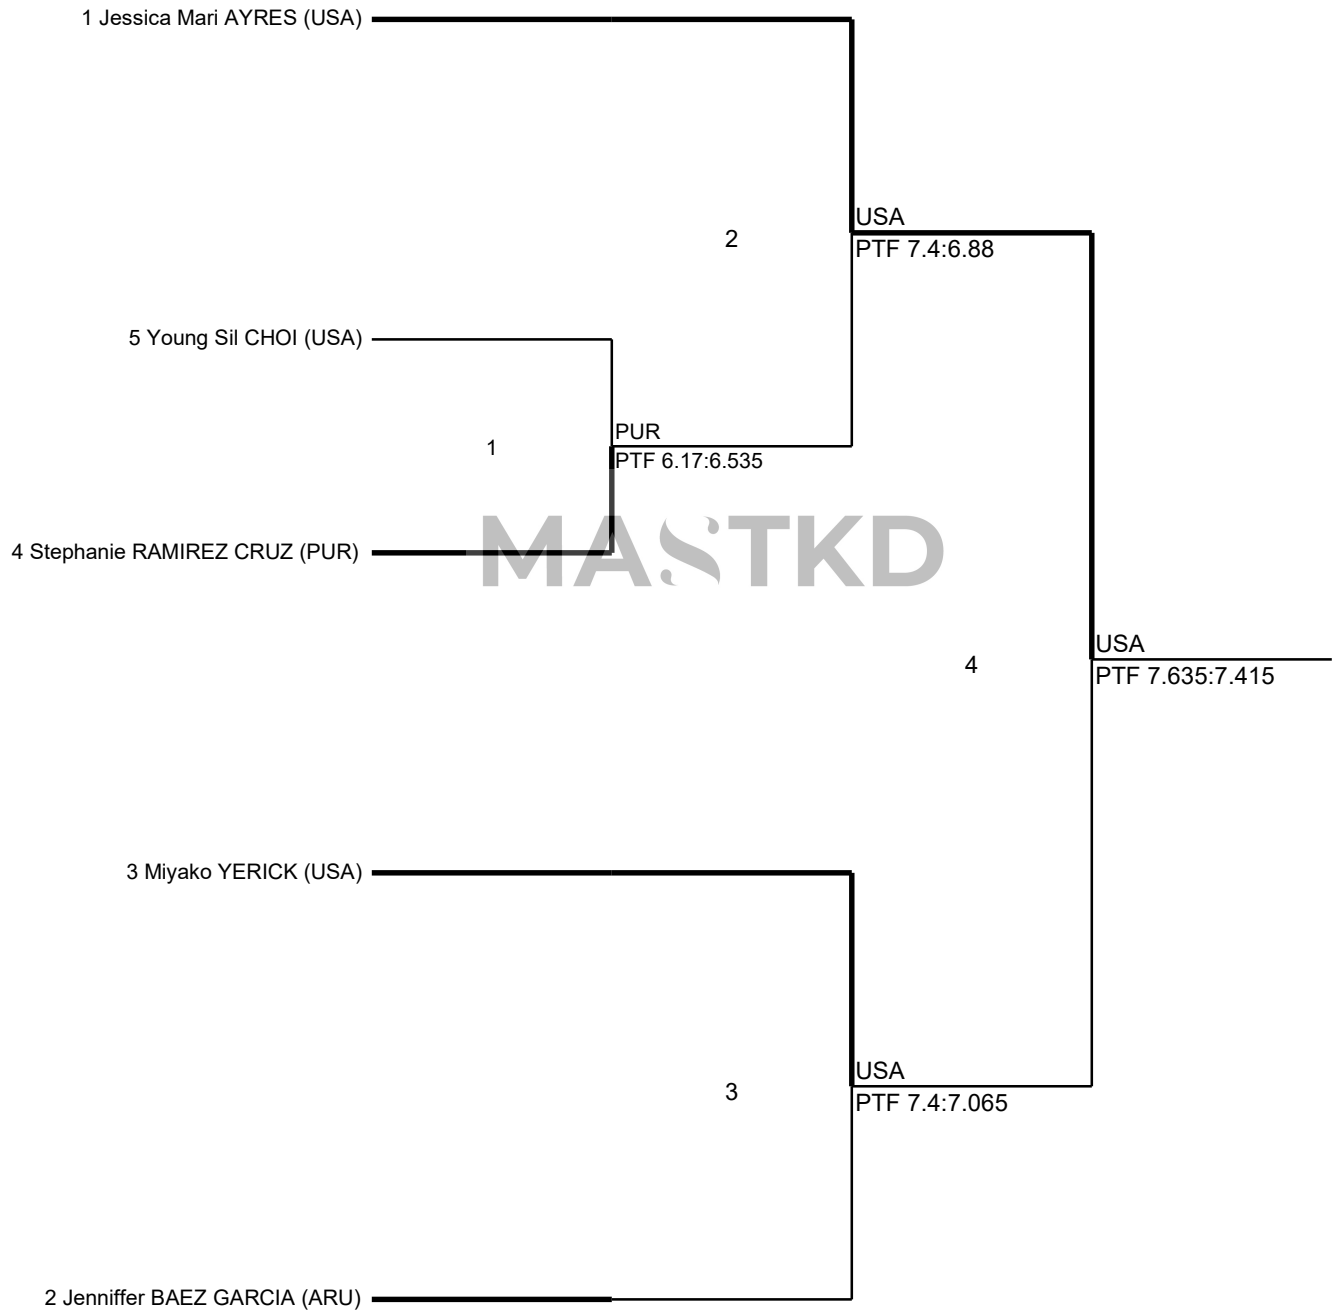 1 Jessica Mari AYRES (USA)
USA
2
PTF 7.4:6.88
5 Young Sil CHOI (USA)
PUR
1
PTF 6.17:6.535
MASTKD
4 Stephanie RAMIREZ CRUZ (PUR)
USA
4
PTF 7.635:7.415
3 Miyako YERICK (USA)
USA
3
PTF 7.4:7.065
2 Jenniffer BAEZ GARCIA (ARU)